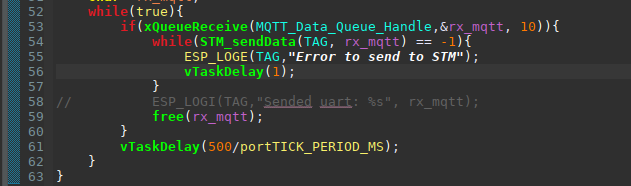 52 while(true){
53 if(xQueueReceive(MQTT_Data_Queue_Handle,&rx_mqtt, 10)){
54 while(STM_sendData(TAG, rx_mqtt) == -1){
55 ESP_LOGE(TAG,"Error to send to STM");
56 vTaskDelay(1);
57 }
58 // ESP_LOGI(TAG,"Sended uart: %s", rx_mqtt);
59 free(rx_mqtt);
60 }
61 vTaskDelay(500/portTICK_PERIOD_MS);
62 }
63 }